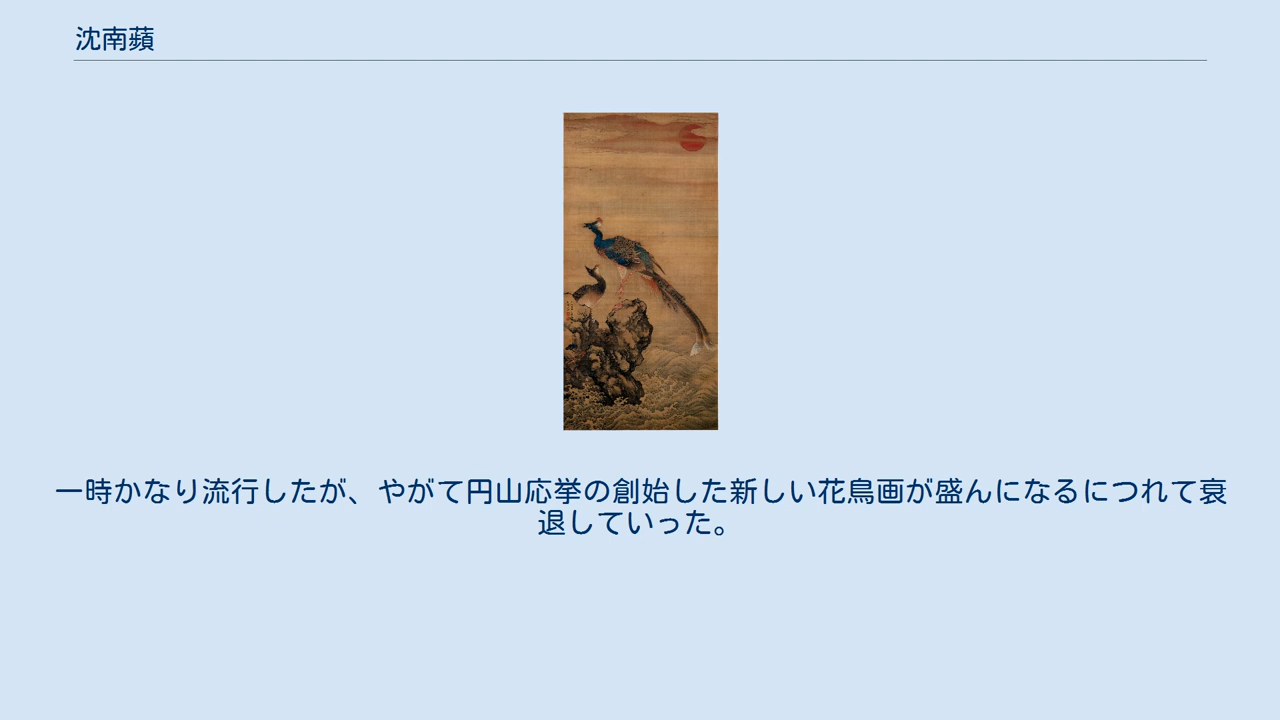 沈南蘋
一時かなり流行したが、やがて円山応挙の創始した新しい花鳥画が盛んになるにつれて衰
退していった。